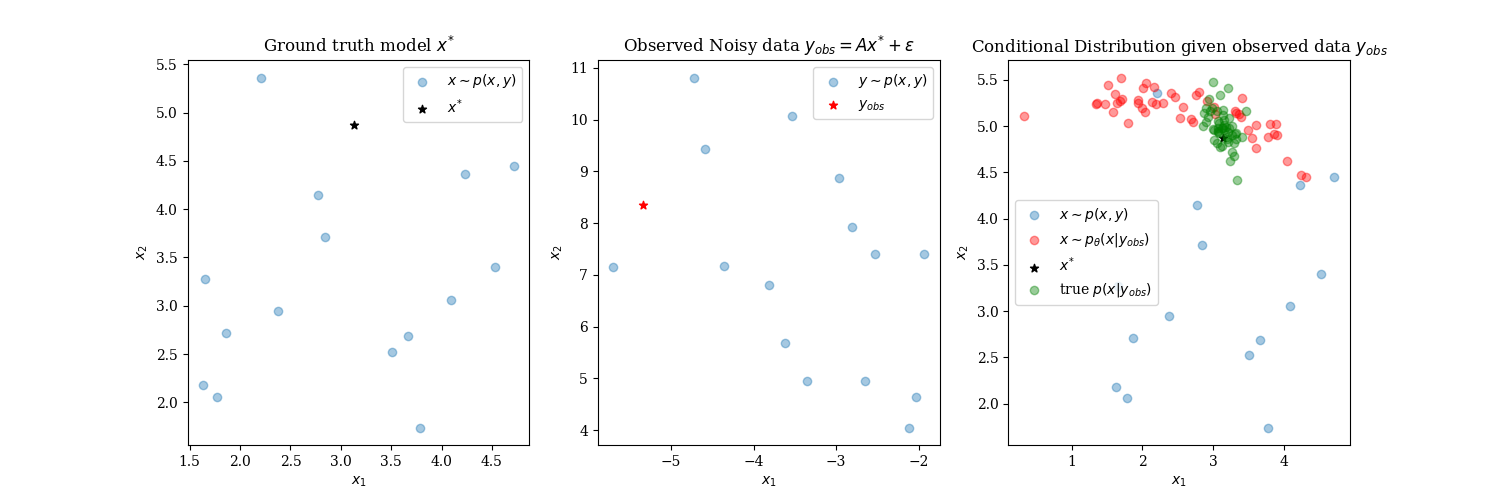 Ground truth model $x^*$
$x \sim p(x, y)$
$x^*$
5.5
5.0
4.5
4.0
3.5
3.0
2.5
2.0
$x_2$
1.5 2.0 2.5 3.0 3.5 4.0 4.5
$x_1$
Observed Noisy data $y_{obs} = Ax^* + \varepsilon$
$y \sim p(x, y)$
$y_{obs}$
11
10
9
8
7
6
5
4
$x_2$
−5 −4 −3 −2
$x_1$
Conditional Distribution given observed data $y_{obs}$
5.5
5.0
4.5
4.0
3.5
3.0
2.5
2.0
$x_2$
$x \sim p(x, y)$
$x \sim p_\theta(x|y_{obs})$
$x^*$
true $p(x|y_{obs})$
1 2 3 4
$x_1$